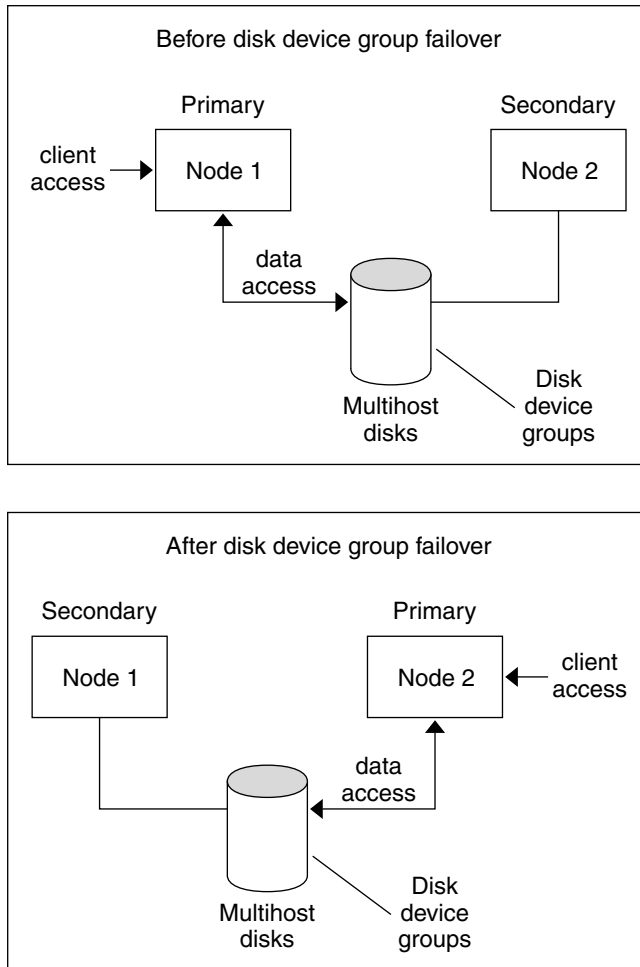 Before disk device group failover
Primary
Secondary
client
access
Node 1
Node 2
data
access
Multihost
disks
Disk
device
groups
After disk device group failover
Secondary
Primary
Node 1
Node 2
client
access
data
access
Multihost
disks
Disk
device
groups